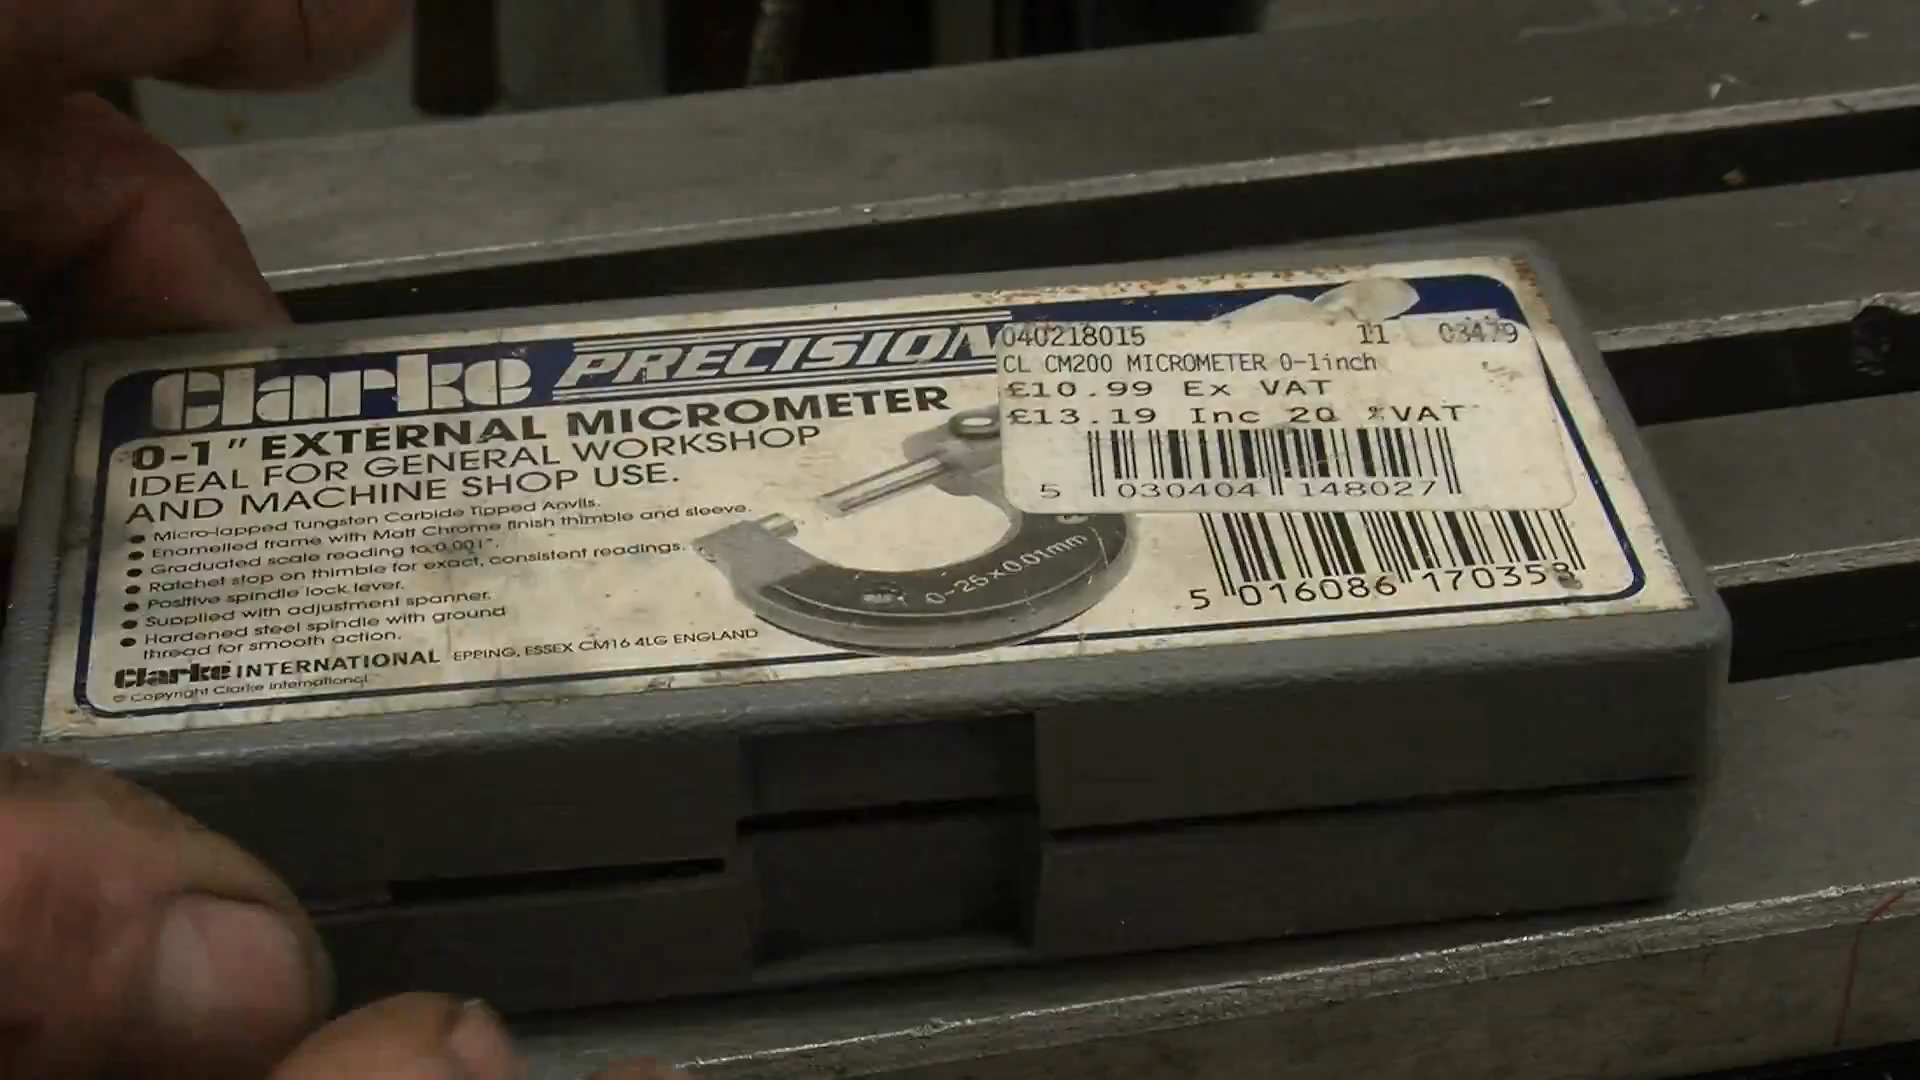 Clarke PRECISION
0-1" EXTERNAL MICROMETER
IDEAL FOR GENERAL WORKSHOP
AND MACHINE SHOP USE.
● Micro-lapped Tungsten Carbide Tipped Anvils.
● Enamelled frame with Matt Chrome finish thimble and sleeve.
● Graduated scale reading to 0.001".
● Ratchet stop on thimble for exact, consistent readings.
● Positive spindle lock lever.
● Supplied with adjustment spanner.
● Hardened steel spindle with ground
thread for smooth action.
Clarke INTERNATIONAL EPPING, ESSEX CM16 4LG ENGLAND
© Copyright Clarke International
0-25x0.01mm
040218015 11 03479
CL CM200 MICROMETER 0-1inch
£10.99 Ex VAT
£13.19 Inc 20 %VAT
5 030404 148027
5 016086 170358